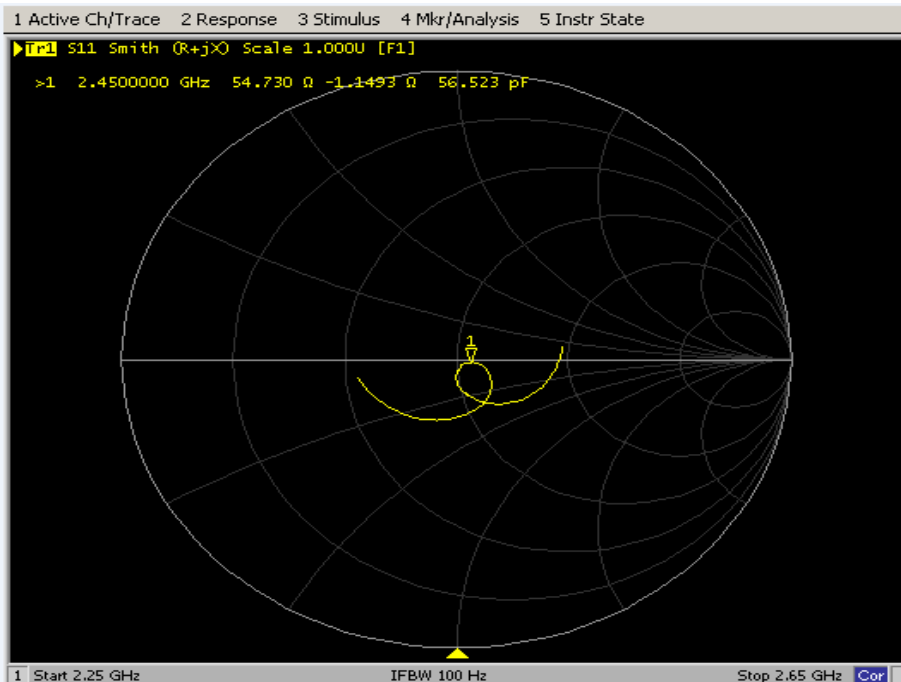 1 Active Ch/Trace 2 Response 3 Stimulus 4 Mkr/Analysis 5 Instr State
Tr1 S11 Smith (R+jX) Scale 1.000U [F1]
>1 2.4500000 GHz 54.730 Ω -1.1493 Ω 56.523 pF
1
1 Start 2.25 GHz IFBW 100 Hz Stop 2.65 GHz Cor